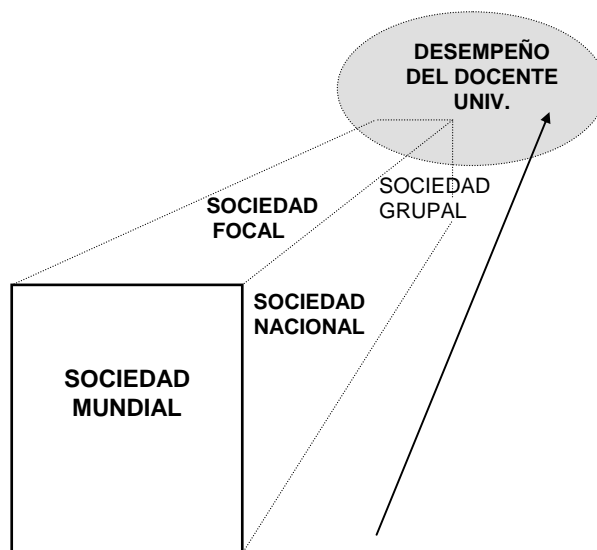 DESEMPEÑO
DEL DOCENTE
UNIV.
SOCIEDAD
GRUPAL
SOCIEDAD
FOCAL
SOCIEDAD
NACIONAL
SOCIEDAD
MUNDIAL